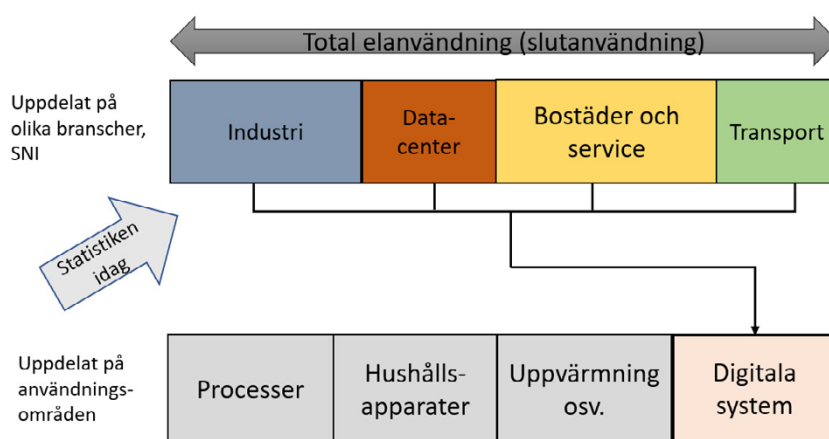 Total elanvändning (slutanvändning)
Uppdelat på
olika branscher,
SNI
Industri
Data-
center
Bostäder och
service
Transport
Statistiken
idag
Uppdelat på
användnings-
områden
Processer
Hushålls-
apparater
Uppvärmning
osv.
Digitala
system